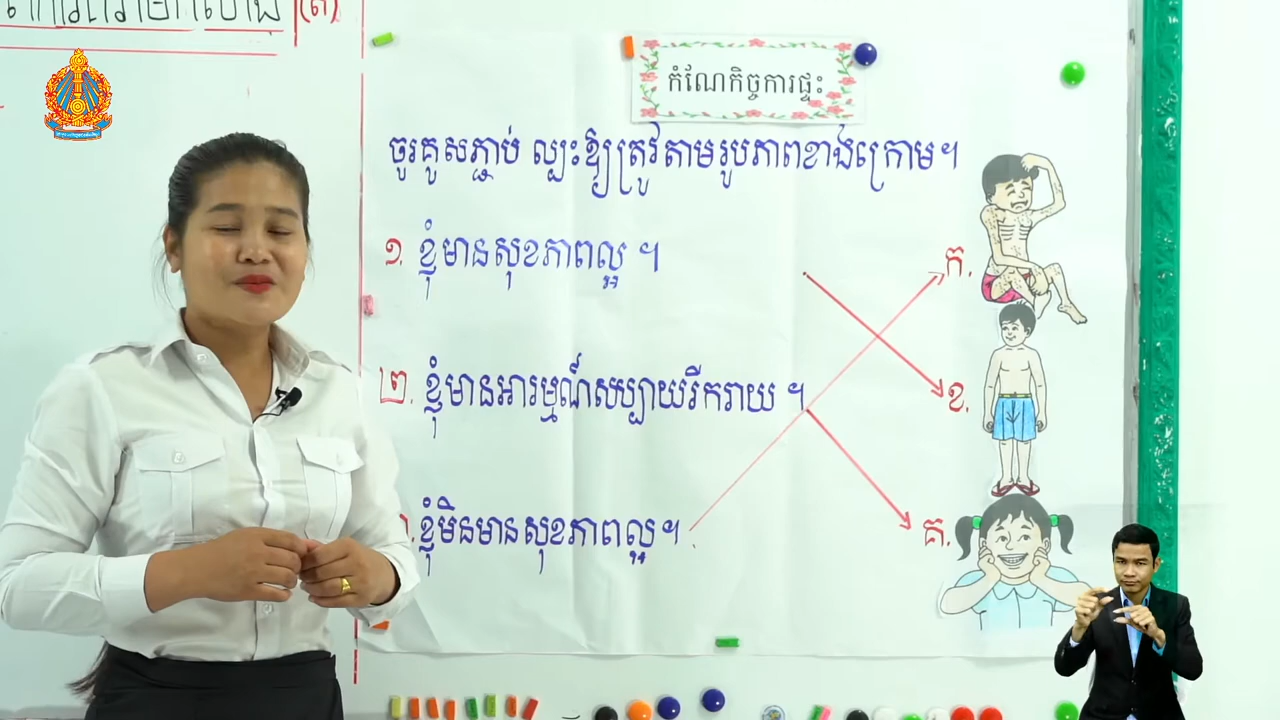 កំណែកិច្ចការផ្ទះ
ចូរគូសភ្ជាប់ ល្បះឱ្យត្រូវតាមរូបភាពខាងក្រោម។
១. ខ្ញុំមានសុខភាពល្អ ។
ក.
២. ខ្ញុំមានអារម្មណ៍សប្បាយរីករាយ ។
ខ.
ខ្ញុំមិនមានសុខភាពល្អ។
គ.